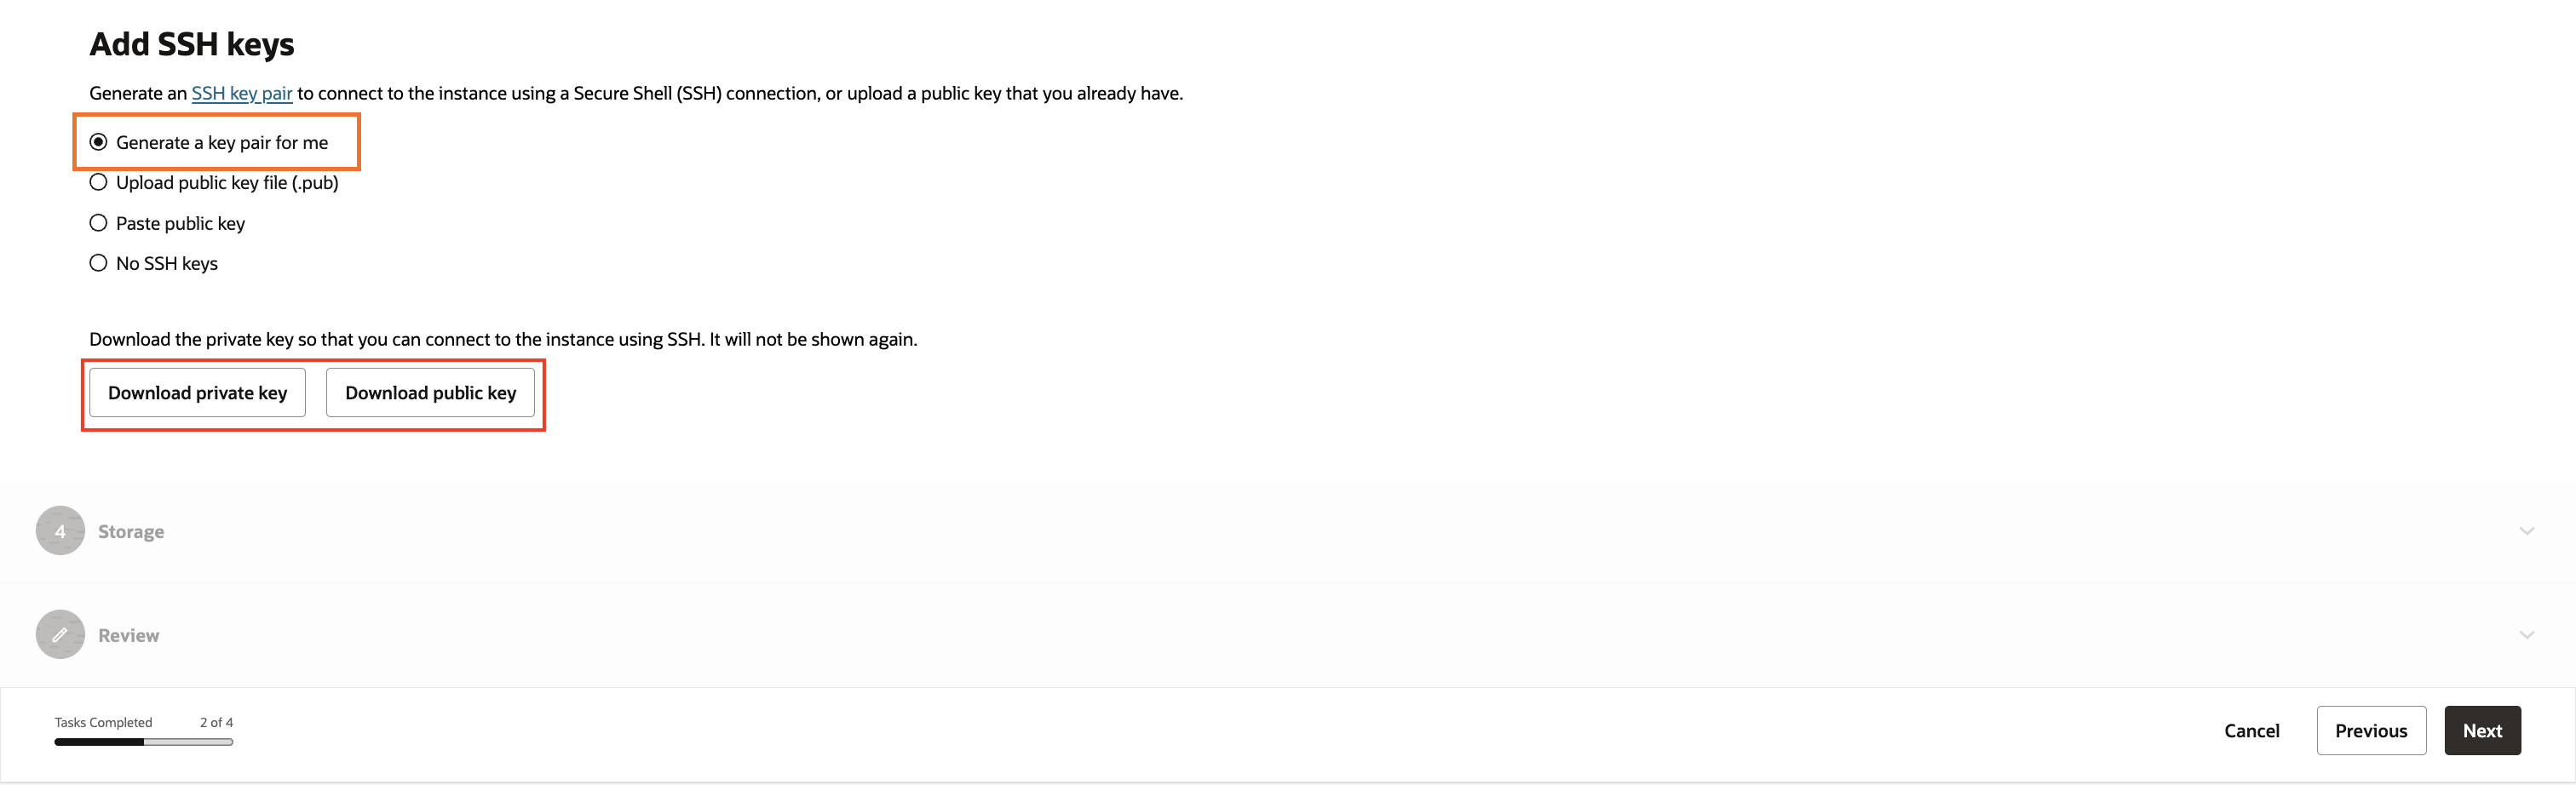 Add SSH keys
Generate an SSH key pair to connect to the instance using a Secure Shell (SSH) connection, or upload a public key that you already have.
Generate a key pair for me
Upload public key file (.pub)
Paste public key
No SSH keys
Download the private key so that you can connect to the instance using SSH. It will not be shown again.
Download private key Download public key
4 Storage
Review
Tasks Completed 2 of 4
Cancel Previous Next